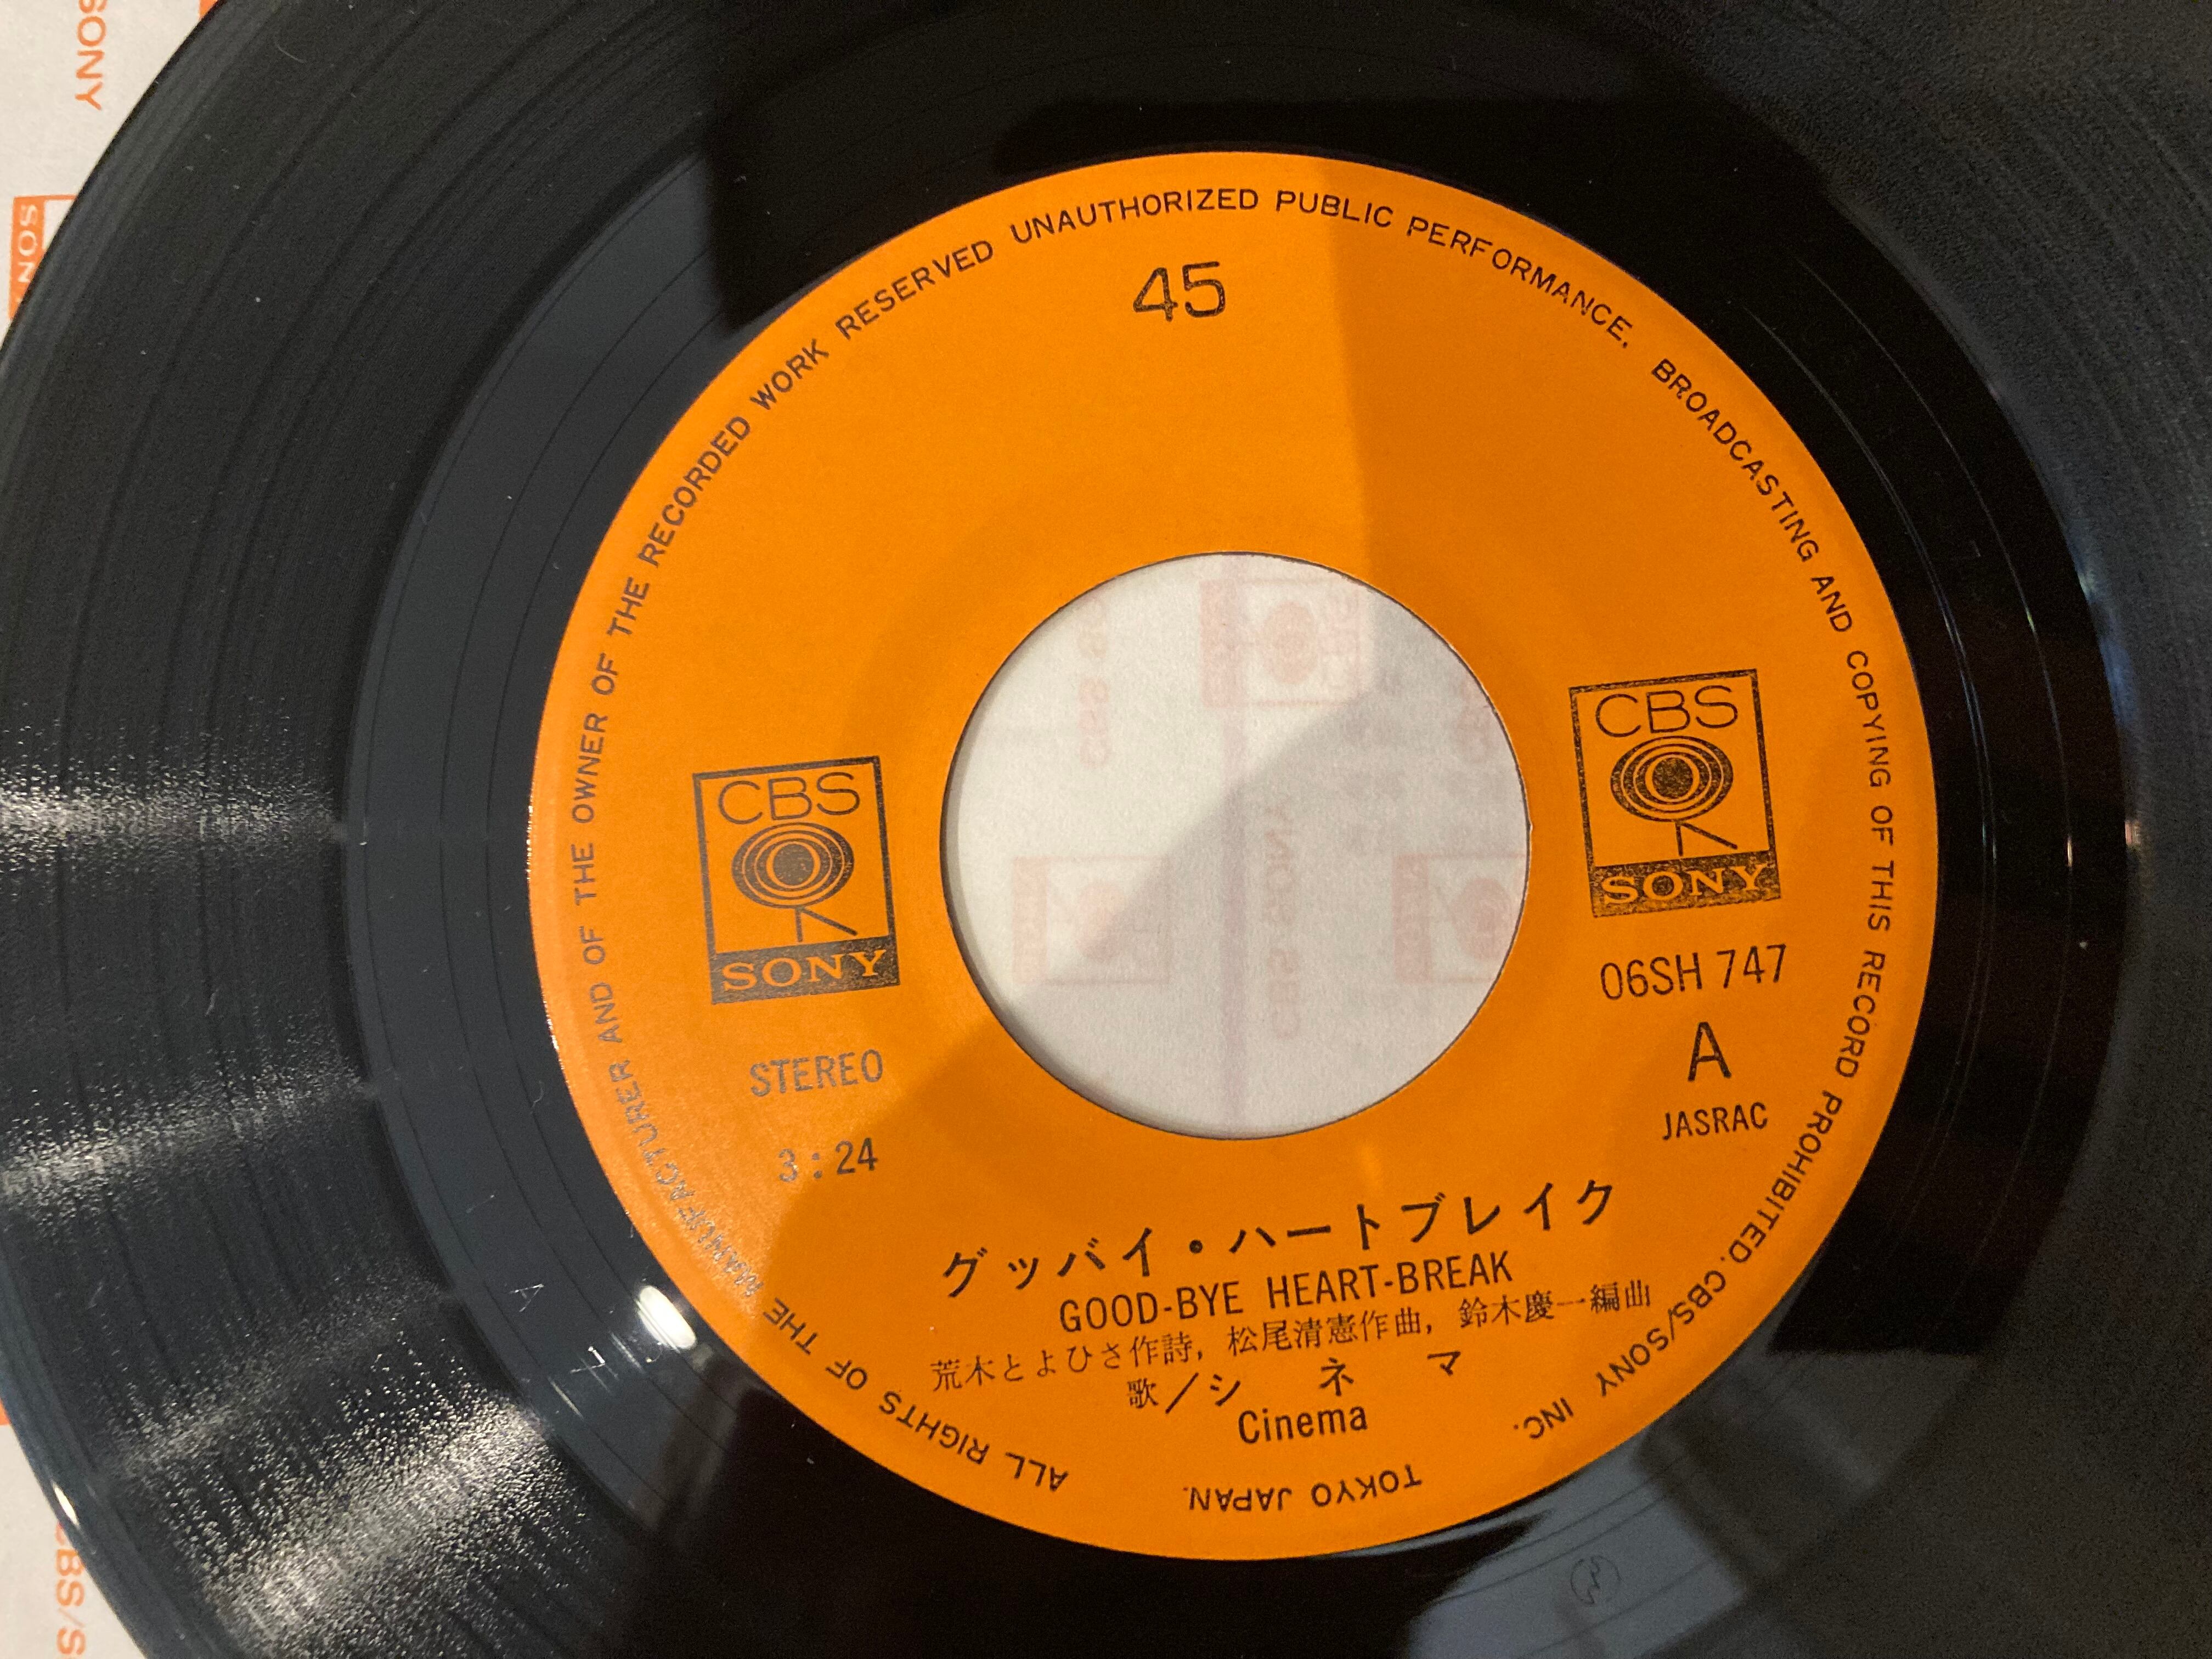 SONY
SON
45
ALL RIGHTS OF THE MANUFACTURER AND OF THE OWNER OF THE RECORDED WORK RESERVED UNAUTHORIZED PUBLIC PERFORMANCE, BROADCASTING AND COPYING OF THIS RECORD PROHIBITED. CBS/SONY INC.
TOKYO JAPAN.
CBS
SONY
CBS
SONY
STEREO
3:24
06SH 747
A
JASRAC
グッバイ・ハートブレイク
GOOD-BYE HEART-BREAK
荒木とよひさ作詩, 松尾清憲作曲, 鈴木慶一編曲
歌/シネマ
Cinema
CBS SONY
CBS/S